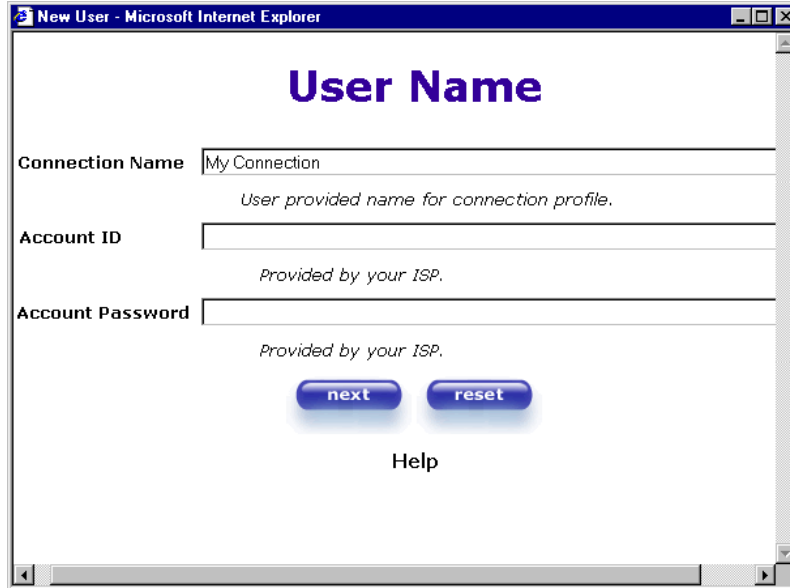 New User - Microsoft Internet Explorer
User Name
Connection Name My Connection
User provided name for connection profile.
Account ID
Provided by your ISP.
Account Password
Provided by your ISP.
next reset
Help